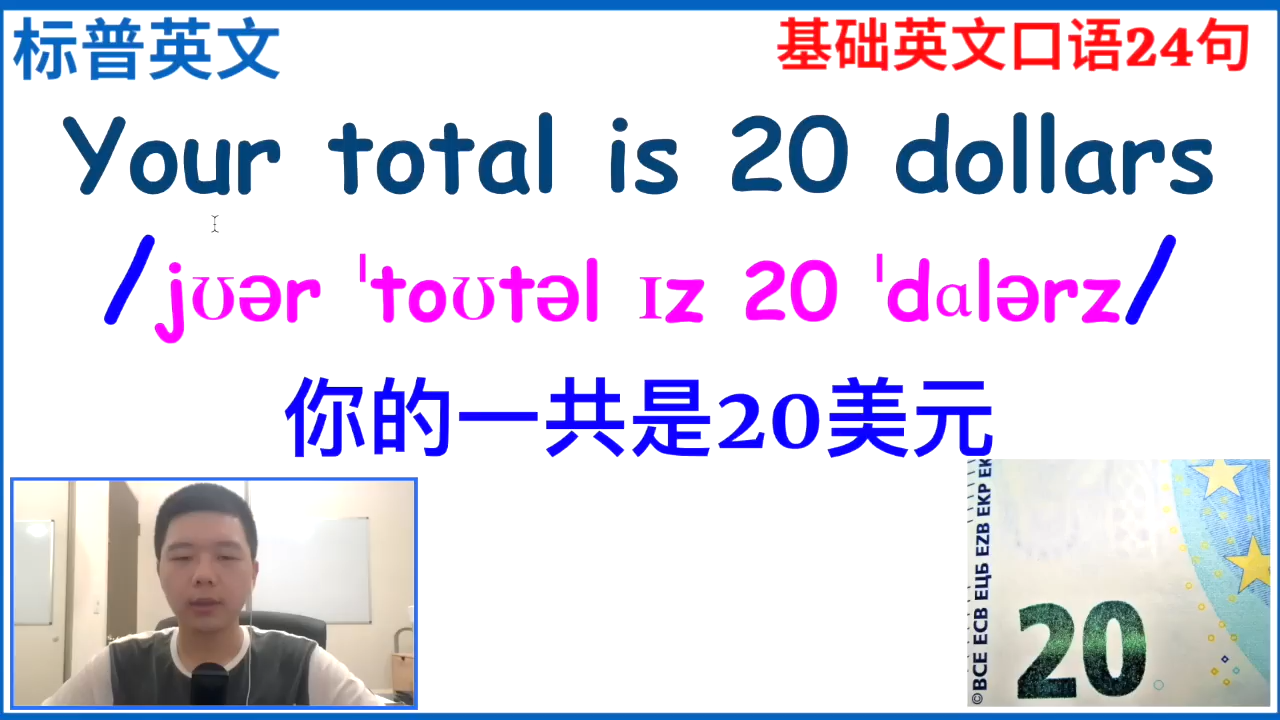 标普英文
基础英文口语24句
Your total is 20 dollars
/jʊər ˈtoʊtəl ɪz 20 ˈdɑlərz/
你的一共是20美元
©BCE ECB ЕЦБ EZB EKP EK
20